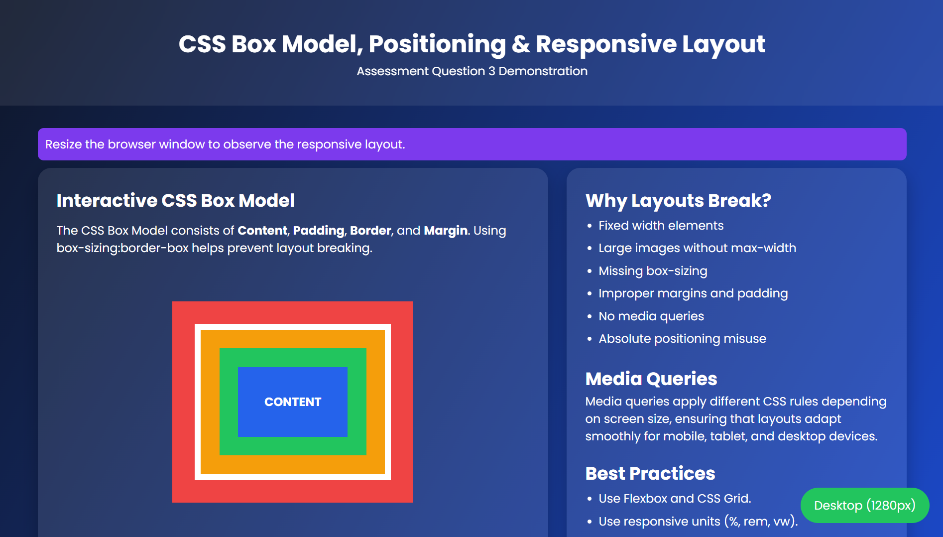 CSS Box Model, Positioning & Responsive Layout
Assessment Question 3 Demonstration
Resize the browser window to observe the responsive layout.
Interactive CSS Box Model
The CSS Box Model consists of Content, Padding, Border, and Margin. Using
box-sizing:border-box helps prevent layout breaking.
CONTENT
Why Layouts Break?
• Fixed width elements
• Large images without max-width
• Missing box-sizing
• Improper margins and padding
• No media queries
• Absolute positioning misuse
Media Queries
Media queries apply different CSS rules depending
on screen size, ensuring that layouts adapt
smoothly for mobile, tablet, and desktop devices.
Best Practices
• Use Flexbox and CSS Grid.
• Use responsive units (%, rem, vw).
Desktop (1280px)